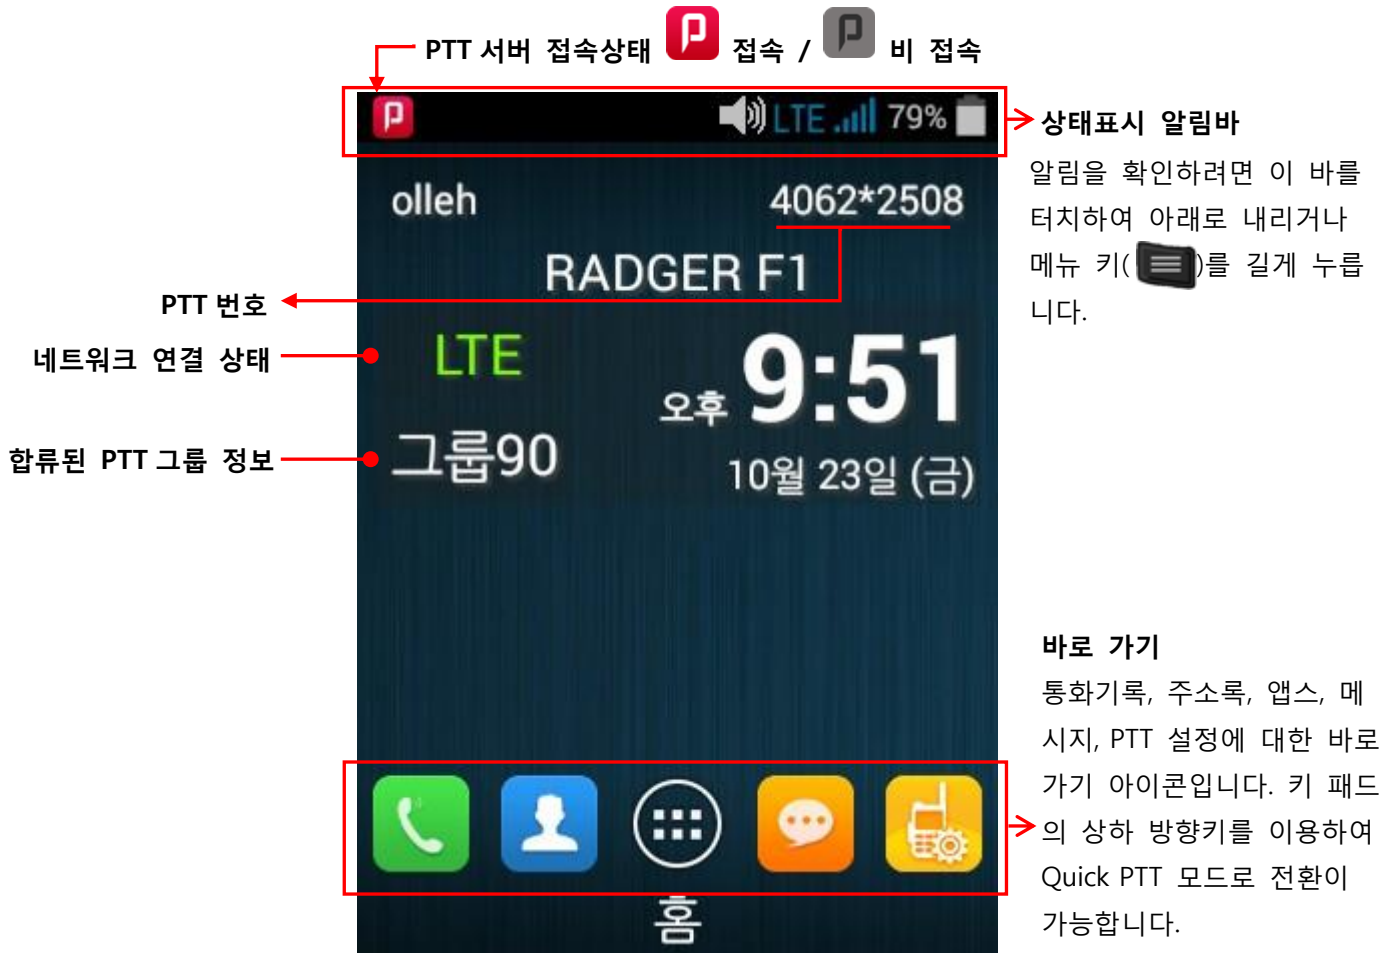 PTT 서버 접속상태 접속 / 비 접속
LTE 79%
상태표시 알림바
알림을 확인하려면 이 바를
터치하여 아래로 내리거나
메뉴 키( )를 길게 누릅
니다.
olleh 4062*2508
RADGER F1
PTT 번호
네트워크 연결 상태
LTE
오후 9:51
합류된 PTT 그룹 정보
그룹90
10월 23일 (금)
바로 가기
통화기록, 주소록, 앱스, 메
시지, PTT 설정에 대한 바로
가기 아이콘입니다. 키 패드
의 상하 방향키를 이용하여
Quick PTT 모드로 전환이
가능합니다.
홈